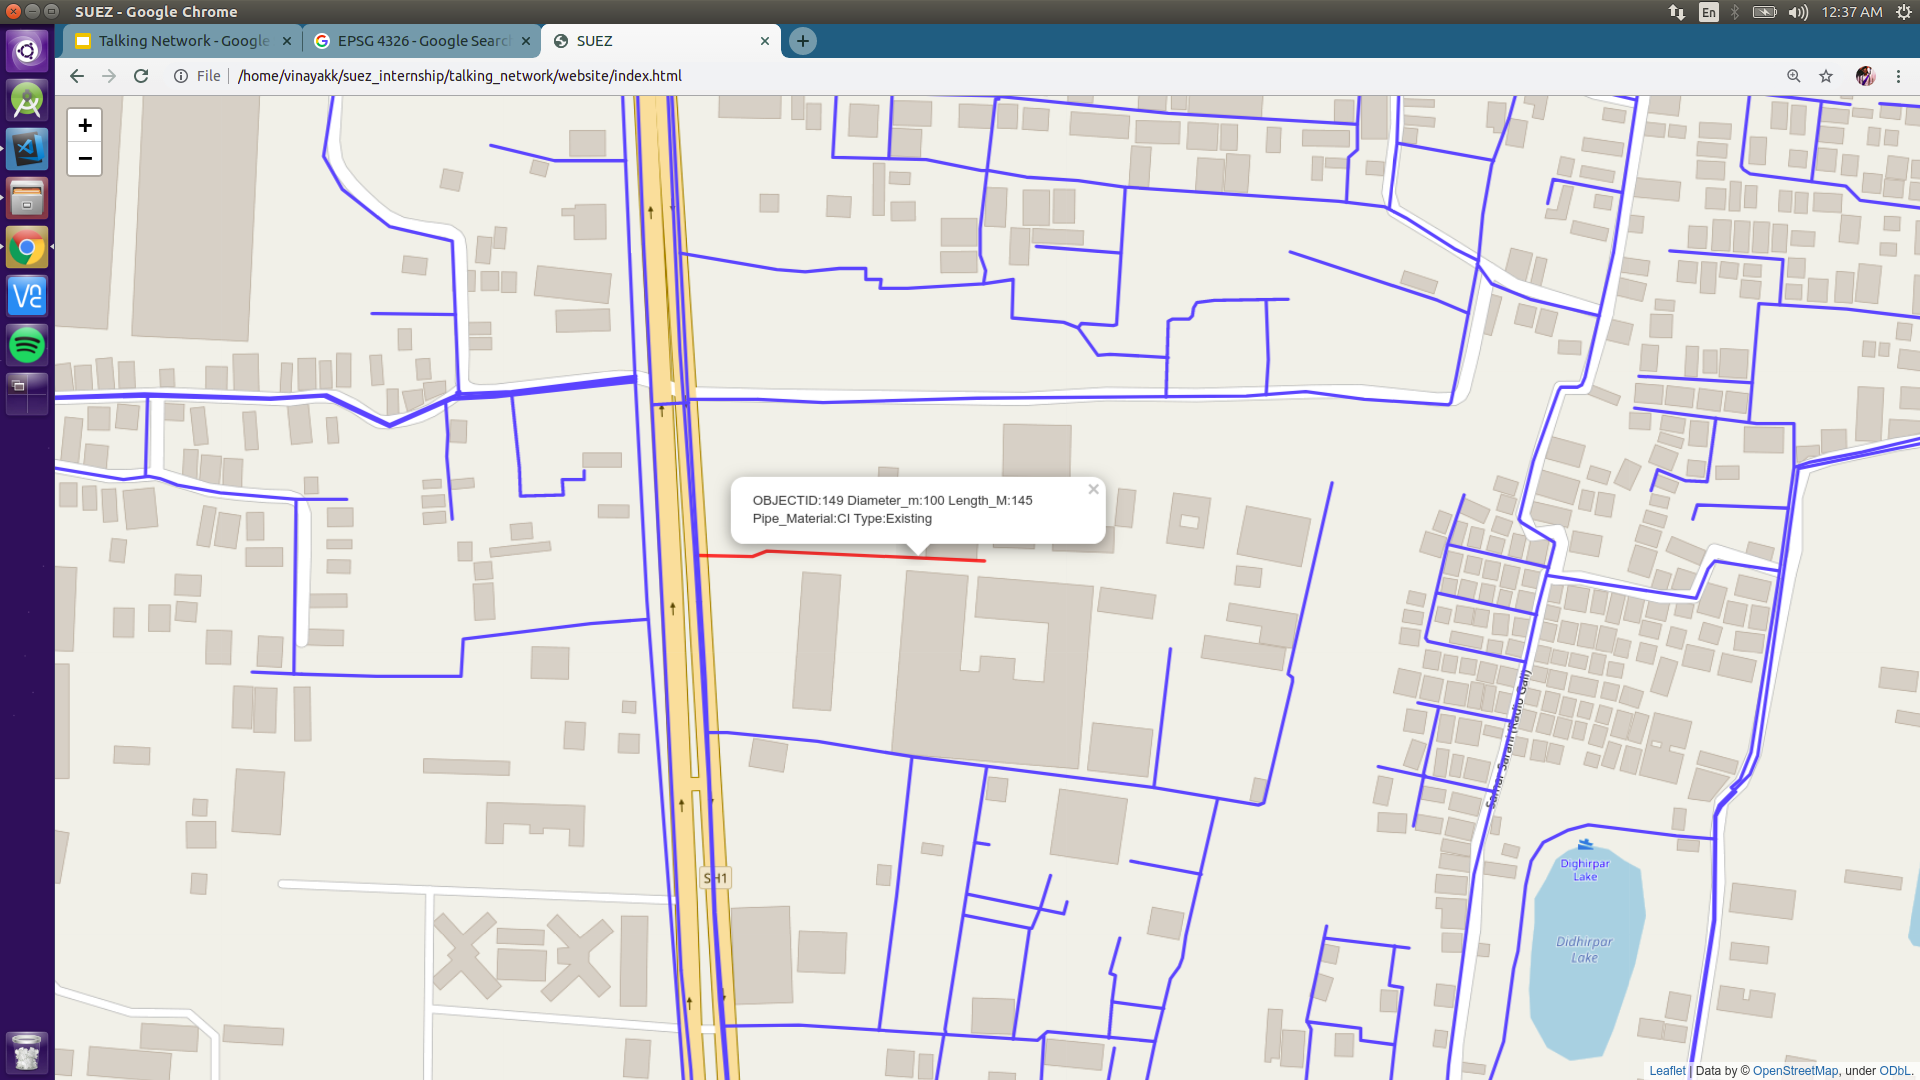 SUEZ - Google Chrome
En
12:37 AM
Talking Network - Google
EPSG 4326 - Google Search
SUEZ
File
/home/vinayakk/suez_internship/talking_network/website/index.html
+
−
OBJECTID:149 Diameter_m:100 Length_M:145
Pipe_Material:CI Type:Existing
Samar Sarani (Radio Gali)
SH1
Dighirpar
Lake
Didhirpar
Lake
Leaflet | Data by © OpenStreetMap, under ODbL.